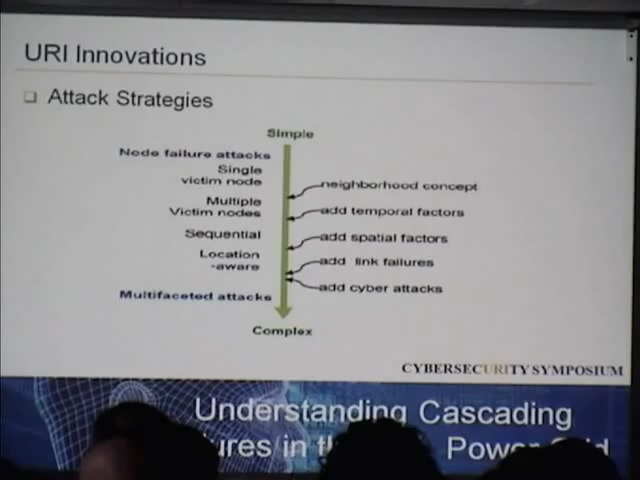 URI Innovations
Attack Strategies
Simple
Node failure attacks
Single
victim node
neighborhood concept
Multiple
Victim nodes
add temporal factors
Sequential
add spatial factors
Location
-aware
add link failures
add cyber attacks
Multifaceted attacks
Complex
CYBERSECURITY SYMPOSIUM
Understanding Cascading
in Power